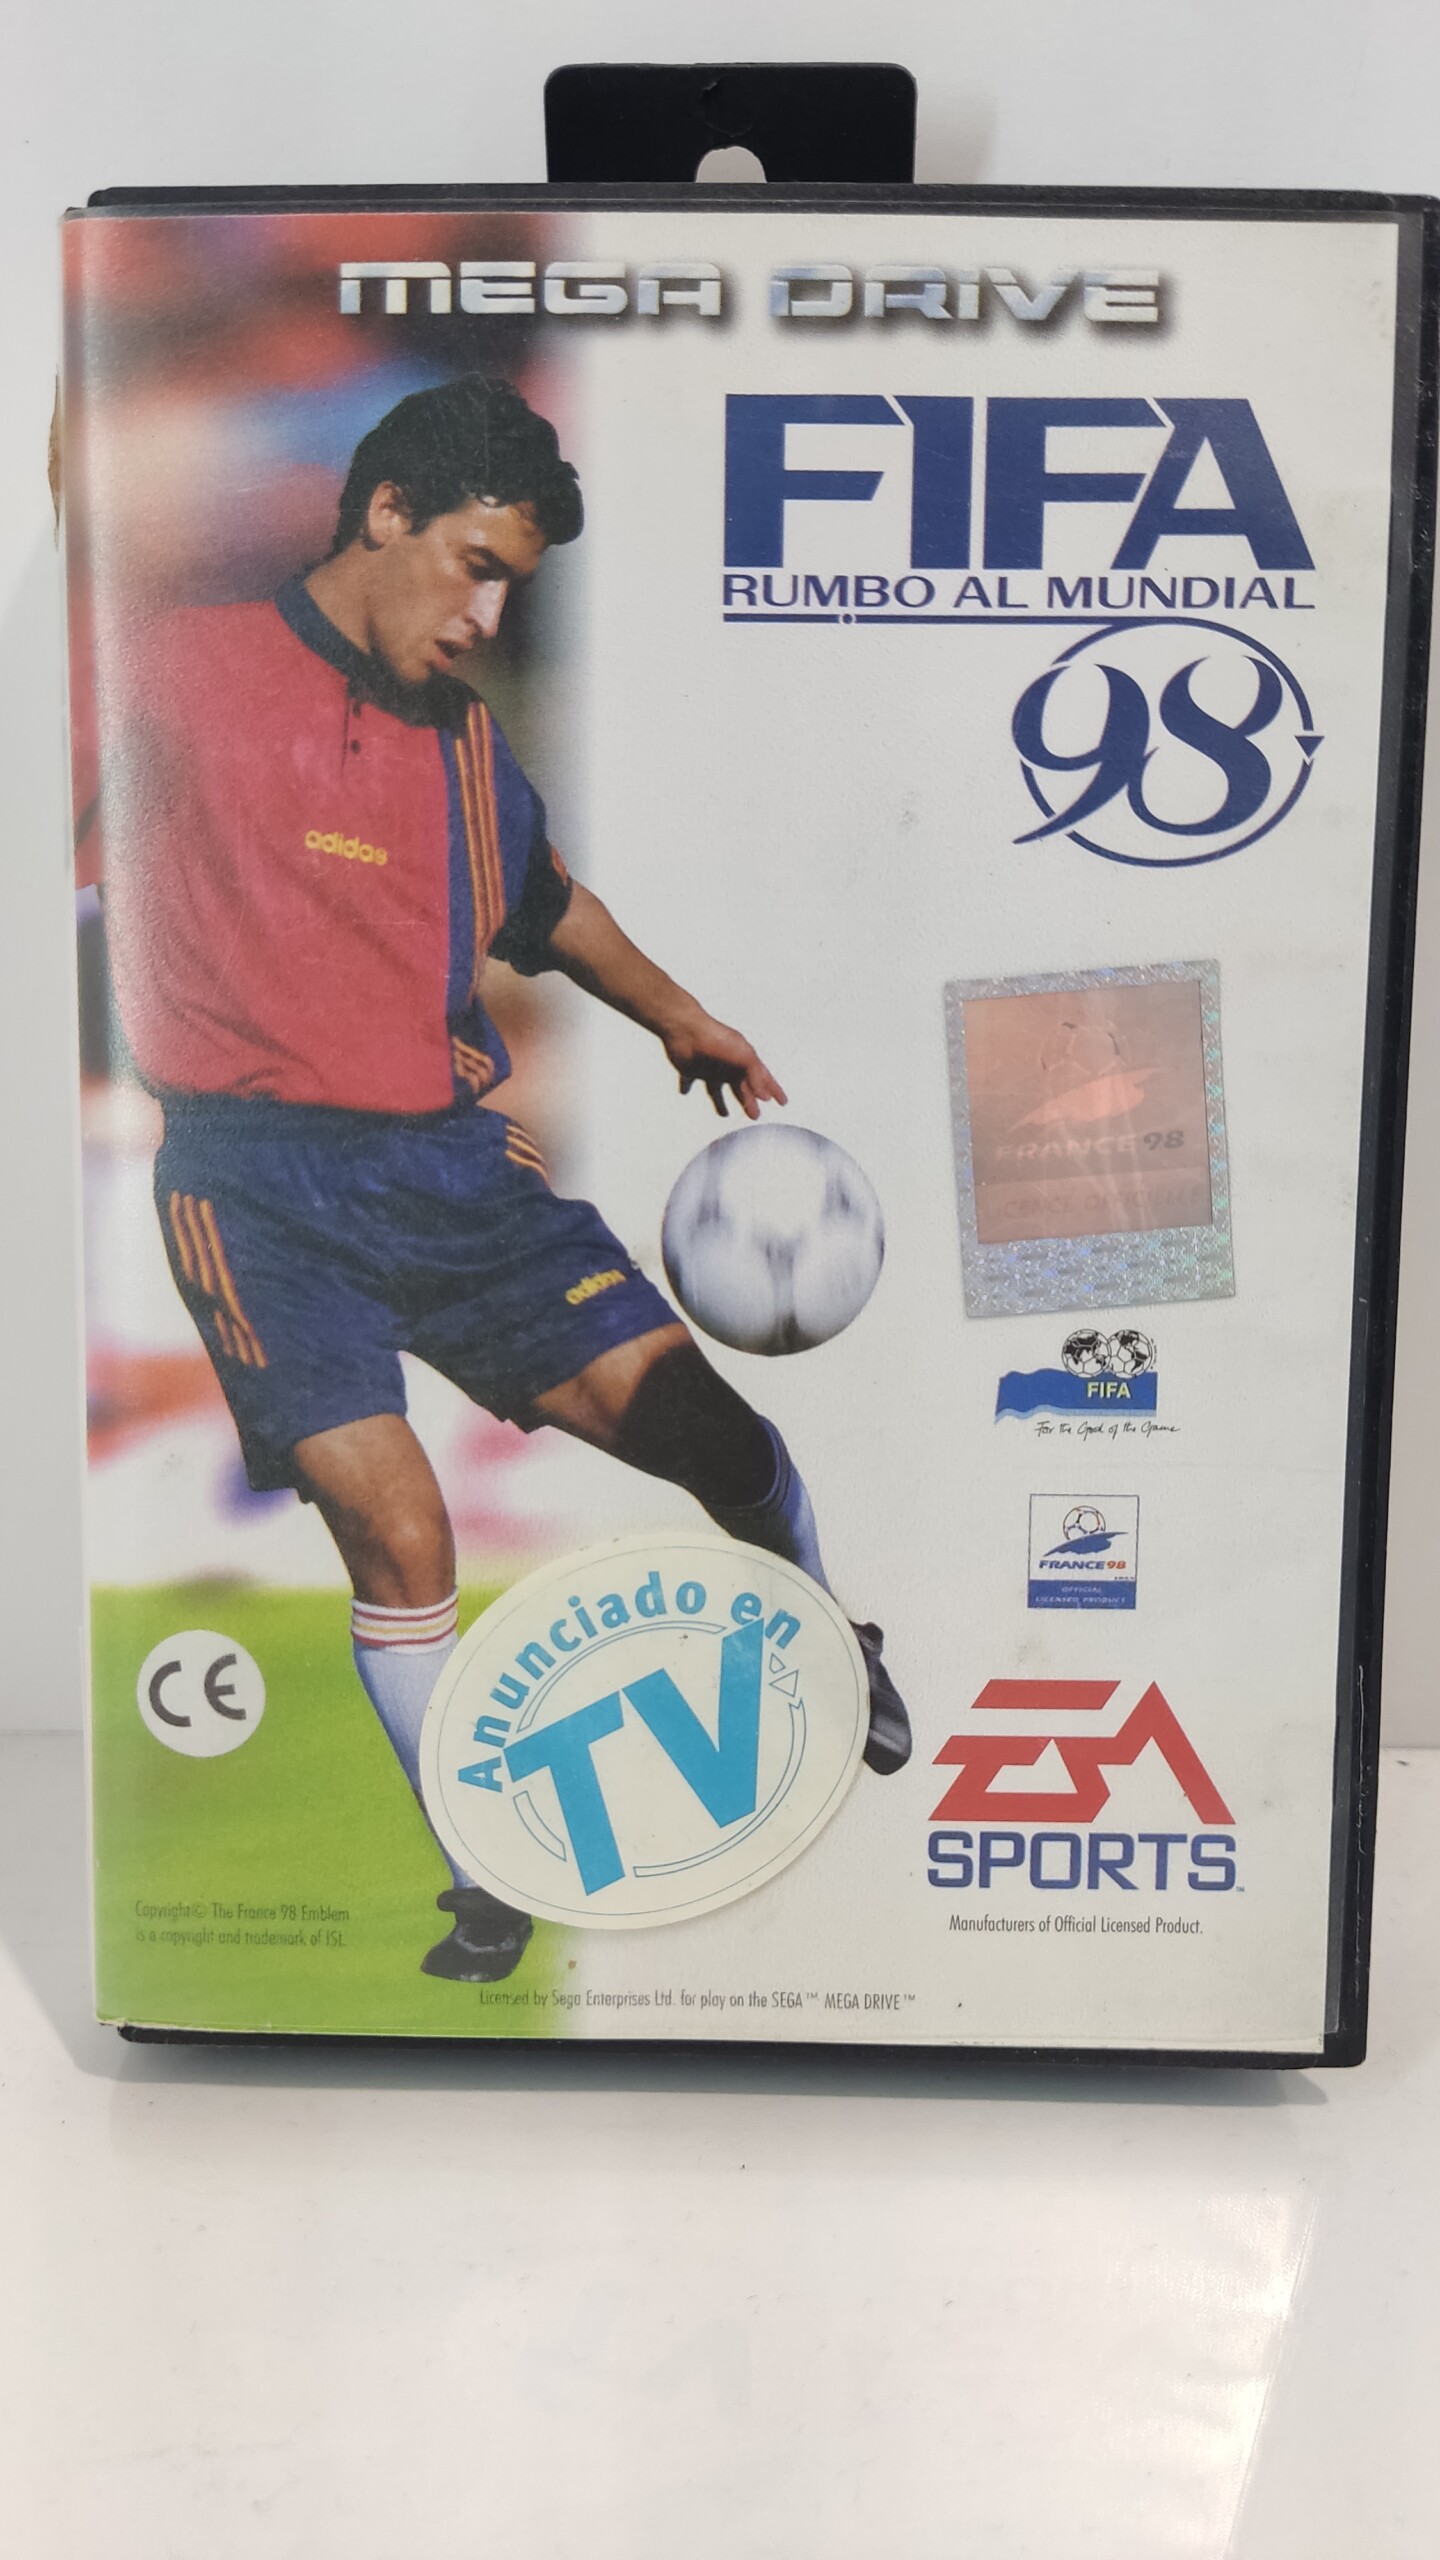 MEGA DRIVE
FIFA
RUMBO AL MUNDIAL
98
adidas
adidas
FRANCE 98
FIFA
For the Good of the Game
FRANCE 98
OFFICIAL
LICENSED PRODUCT
Anunciado en
TV
CE
EA
SPORTS™
Manufacturers of Official Licensed Product.
Copyright© The France 98 Emblem
is a copyright and trademark of ISL
Licensed by Sega Enterprises Ltd. for play on the SEGA™ MEGA DRIVE™